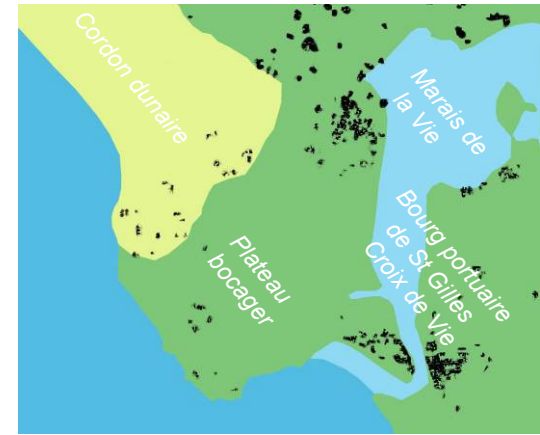 Cordon dunaire
Marais de
la Vie
Plateau
bocager
Bourg portuaire
de St Gilles
Croix de Vie